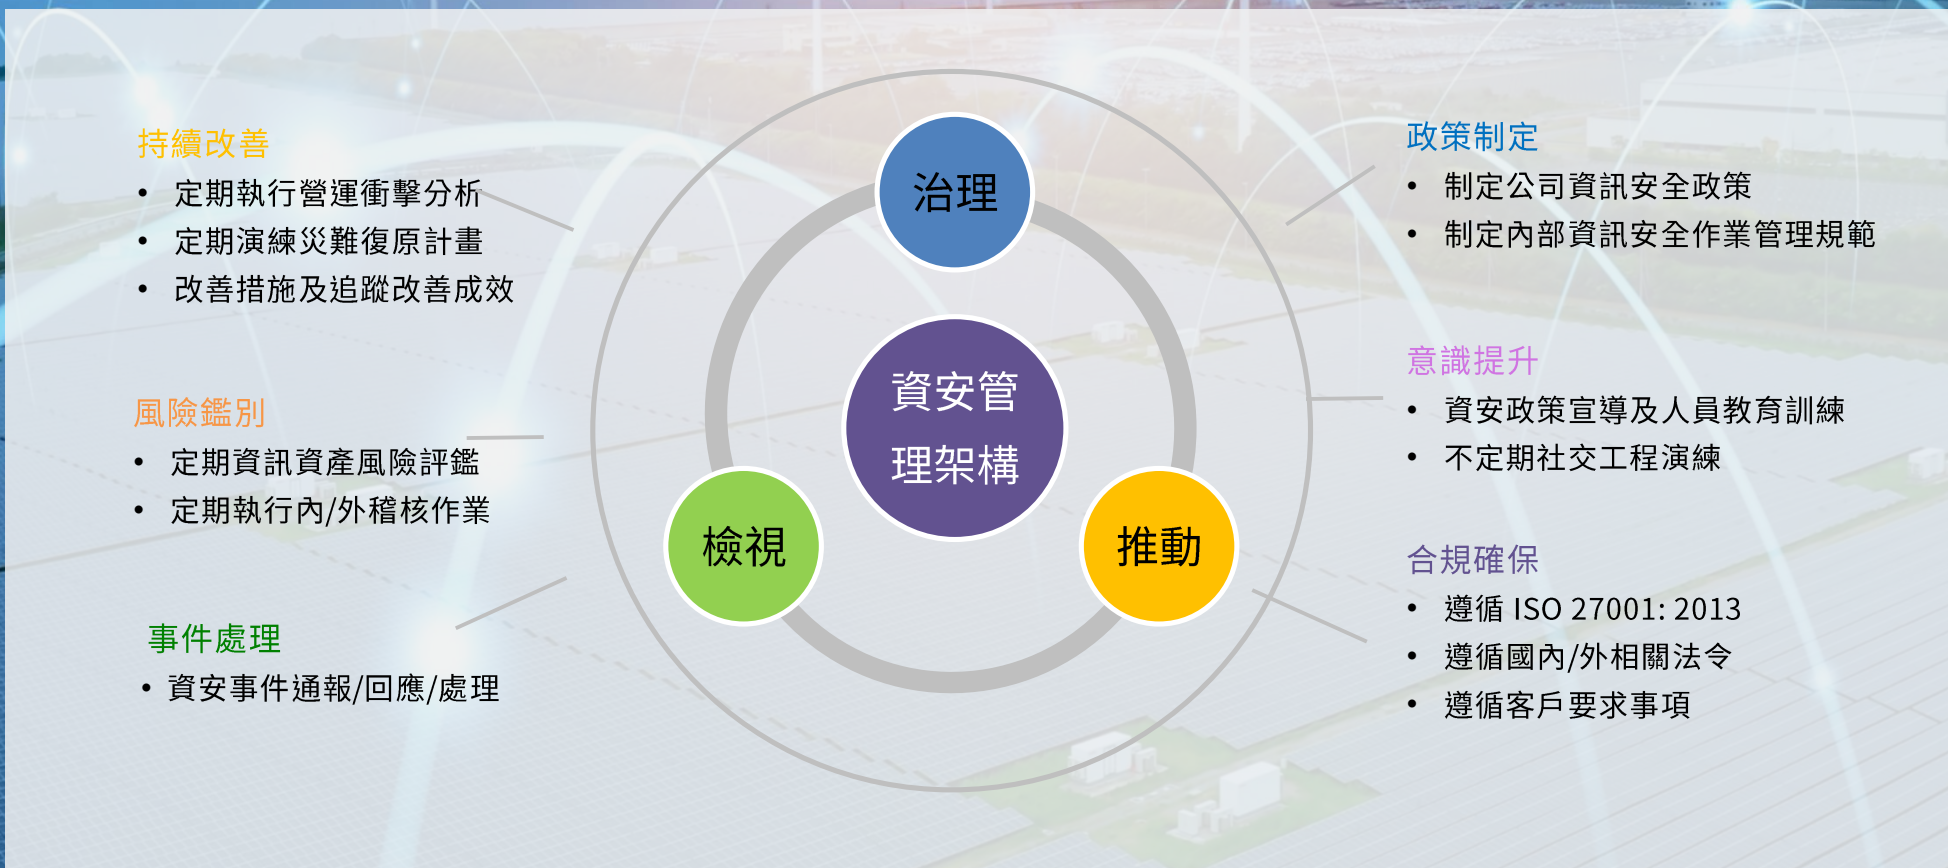 持續改善
• 定期執行營運衝擊分析
• 定期演練災難復原計畫
• 改善措施及追蹤改善成效
風險鑑別
• 定期資訊資產風險評鑑
• 定期執行內/外稽核作業
事件處理
• 資安事件通報/回應/處理
治理
資安管
理架構
檢視
推動
政策制定
• 制定公司資訊安全政策
• 制定內部資訊安全作業管理規範
意識提升
• 資安政策宣導及人員教育訓練
• 不定期社交工程演練
合規確保
• 遵循 ISO 27001: 2013
• 遵循國內/外相關法令
• 遵循客戶要求事項